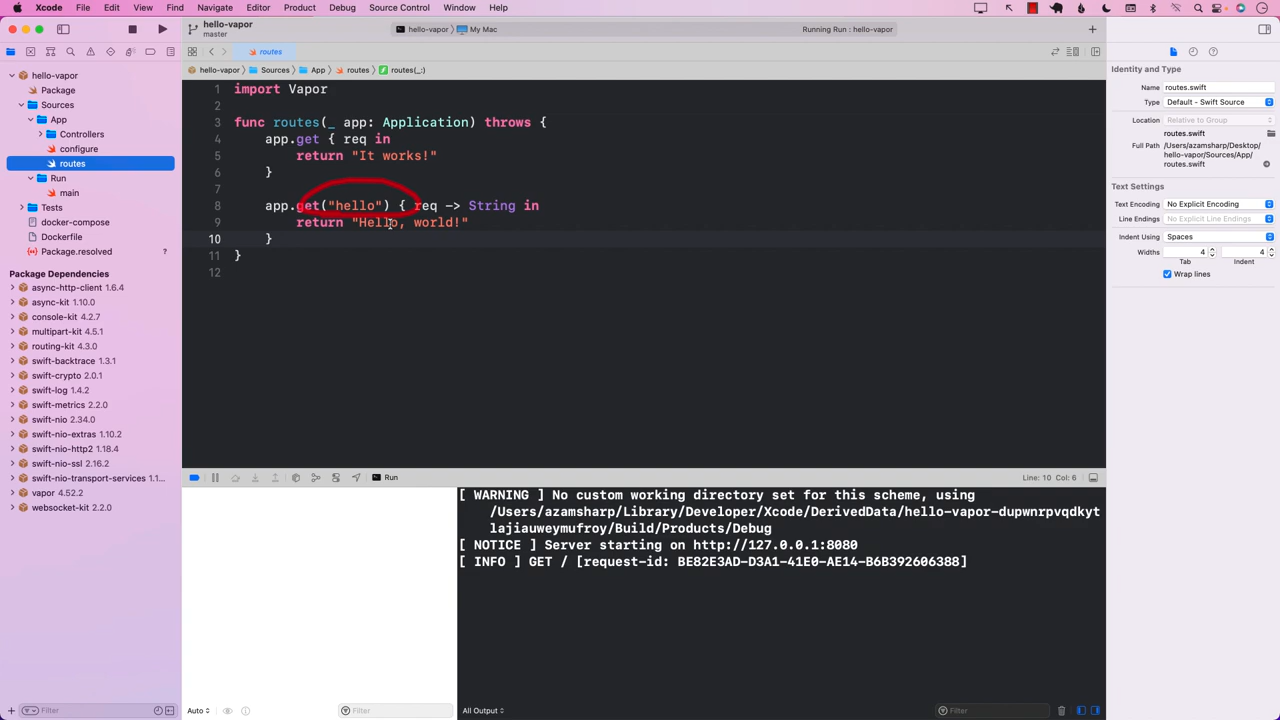 Xcode File Edit View Find Navigate Editor Product Debug Source Control Window Help
hello-vapor
master
hello-vapor My Mac
Running Run: hello-vapor
routes
hello-vapor Sources App routes routes(_:)
hello-vapor
Package
Sources
App
Controllers
configure
routes
Run
main
Tests
docker-compose
Dockerfile
Package.resolved ?
Package Dependencies
async-http-client 1.6.4
async-kit 1.10.0
console-kit 4.2.7
multipart-kit 4.5.1
routing-kit 4.3.0
swift-backtrace 1.3.1
swift-crypto 2.0.1
swift-log 1.4.2
swift-metrics 2.2.0
swift-nio 2.34.0
swift-nio-extras 1.10.2
swift-nio-http2 1.18.4
swift-nio-ssl 2.16.2
swift-nio-transport-services 1.1...
vapor 4.52.2
websocket-kit 2.2.0
Filter
1 import Vapor
2
3 func routes(_ app: Application) throws {
4 app.get { req in
5 return "It works!"
6 }
7
8 app.get("hello") { req -> String in
9 return "Hello, world!"
10 }
11 }
12
Run
Line: 10 Col: 6
[ WARNING ] No custom working directory set for this scheme, using
/Users/azamsharp/Library/Developer/Xcode/DerivedData/hello-vapor-dupwnrpvqdkyt
lajiauweymufroy/Build/Products/Debug
[ NOTICE ] Server starting on http://127.0.0.1:8080
[ INFO ] GET / [request-id: BE82E3AD-D3A1-41E0-AE14-B6B392606388]
Auto
Filter
All Output
Filter
Identity and Type
Name routes.swift
Type Default - Swift Source
Location Relative to Group
routes.swift
Full Path /Users/azamsharp/Desktop/
hello-vapor/Sources/App/
routes.swift
Text Settings
Text Encoding No Explicit Encoding
Line Endings No Explicit Line Endings
Indent Using Spaces
Widths 4 4
Tab Indent
Wrap lines